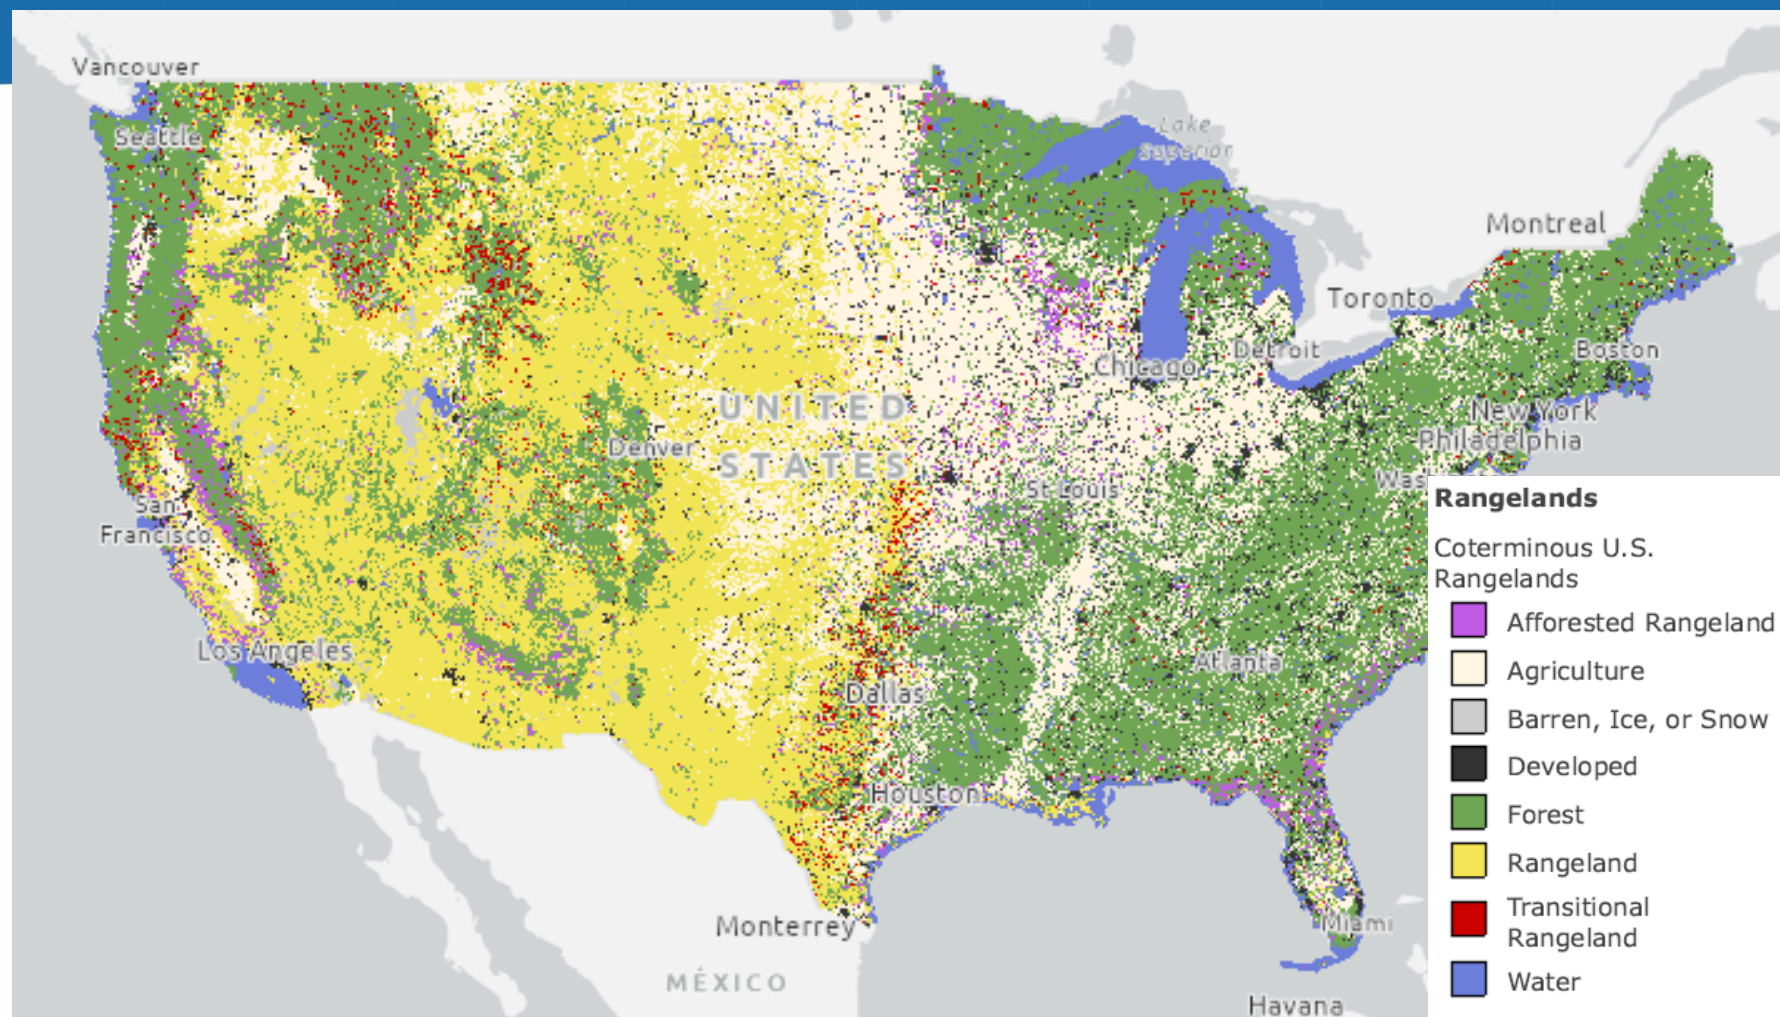 Vancouver
Seattle
Lake
Superior
Montreal
Toronto
Boston
Detroit
Chicago
UNITED
New York
Denver
Philadelphia
STATES
St Louis
Was
San
Francisco
Los Angeles
Atlanta
Dallas
Houston
Monterrey
Miami
MÉXICO
Havana
Rangelands
Coterminous U.S.
Rangelands
Afforested Rangeland
Agriculture
Barren, Ice, or Snow
Developed
Forest
Rangeland
Transitional
Rangeland
Water